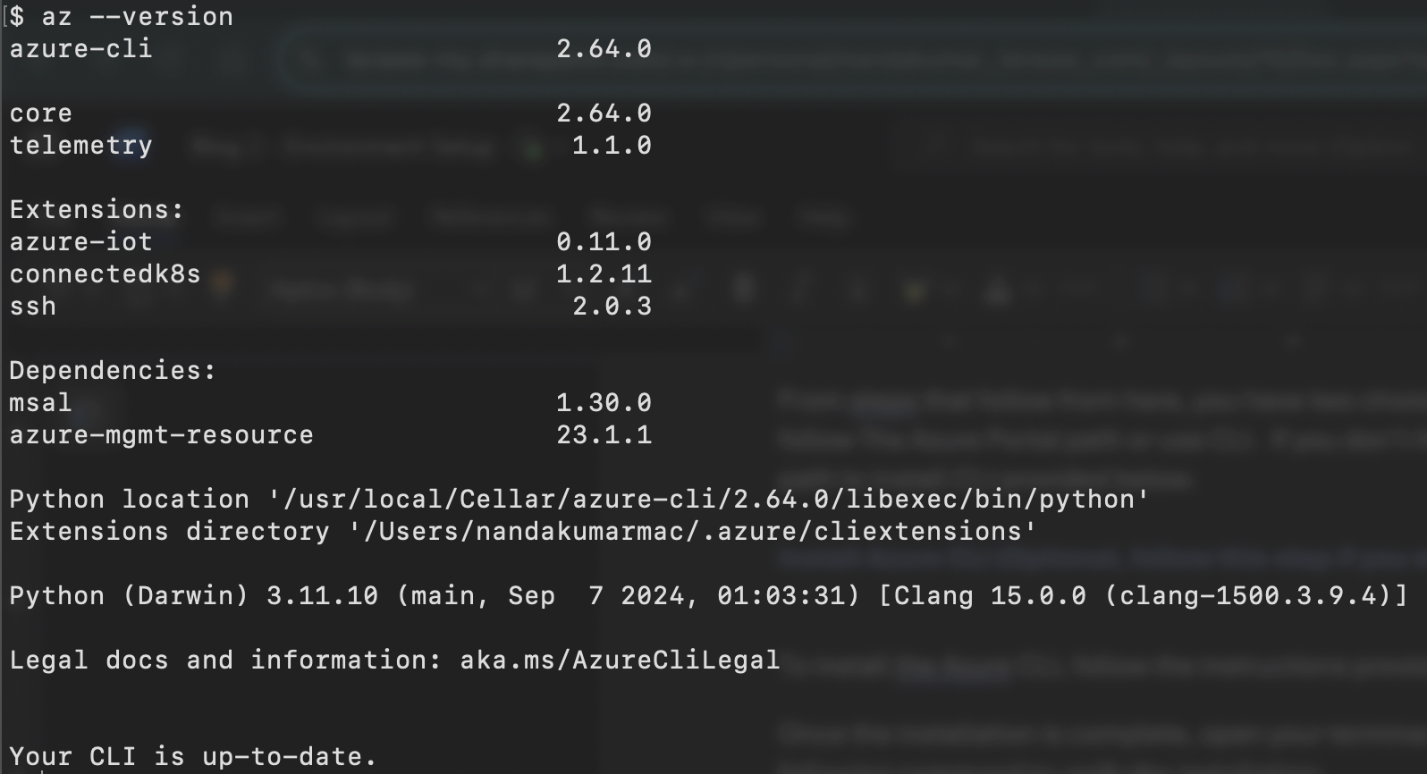 $ az --version
azure-cli                         2.64.0
core                              2.64.0
telemetry                          1.1.0
Extensions:
azure-iot                         0.11.0
connectedk8s                      1.2.11
ssh                                2.0.3
Dependencies:
msal                              1.30.0
azure-mgmt-resource               23.1.1
Python location '/usr/local/Cellar/azure-cli/2.64.0/libexec/bin/python'
Extensions directory '/Users/nandakumarmac/.azure/cliextensions'
Python (Darwin) 3.11.10 (main, Sep  7 2024, 01:03:31) [Clang 15.0.0 (clang-1500.3.9.4)]
Legal docs and information: aka.ms/AzureCliLegal
Your CLI is up-to-date.